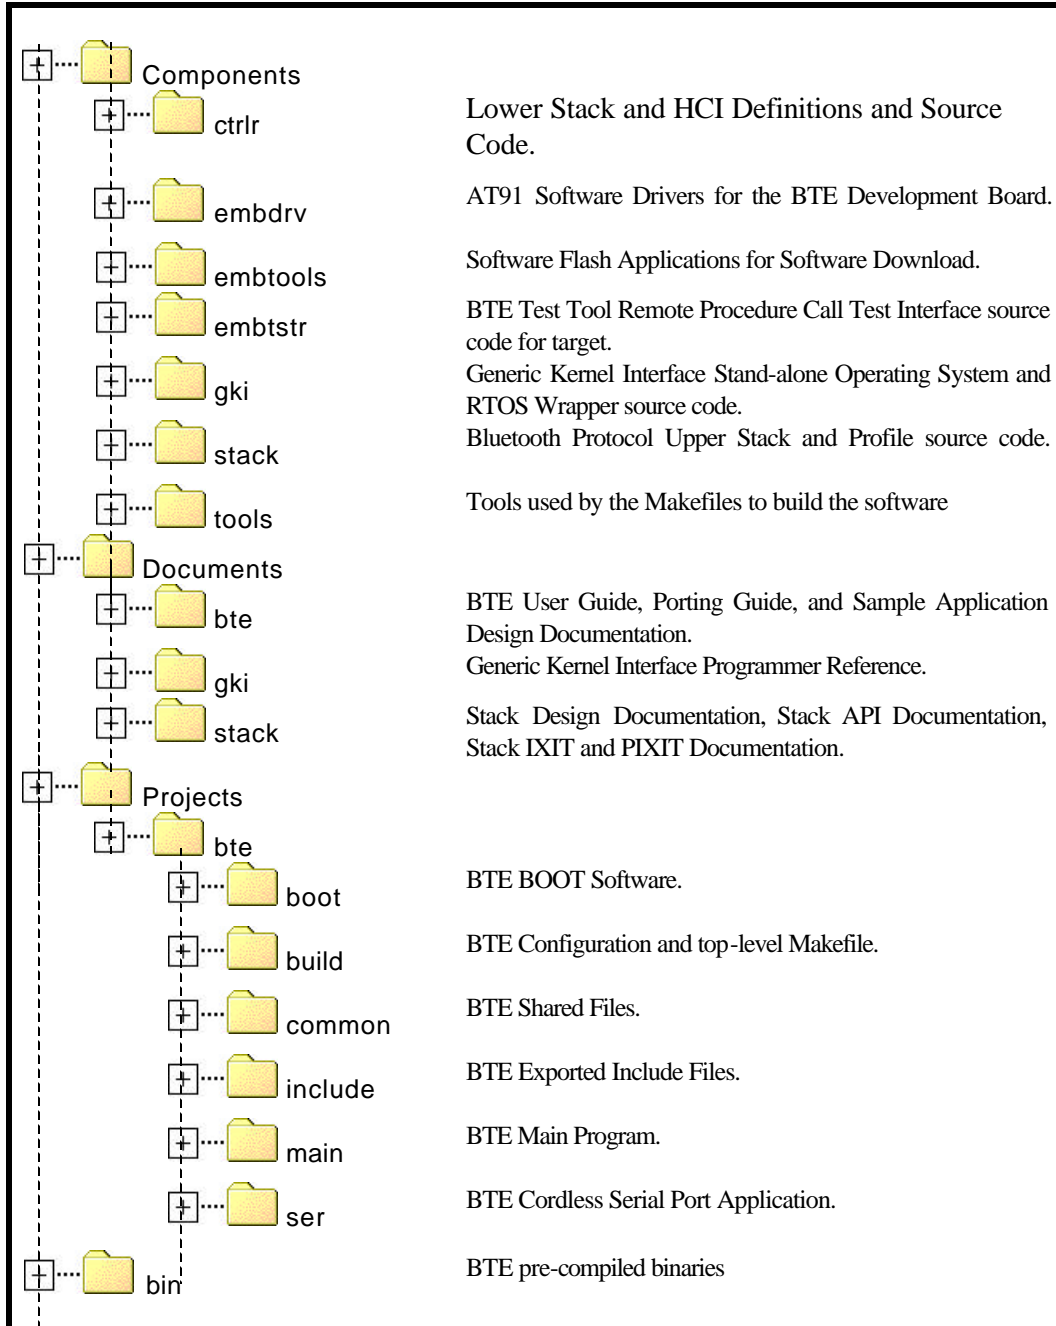 Components
ctrlr Lower Stack and HCI Definitions and Source
Code.
embdrv AT91 Software Drivers for the BTE Development Board.
embtools Software Flash Applications for Software Download.
embtstr BTE Test Tool Remote Procedure Call Test Interface source
code for target.
gki Generic Kernel Interface Stand-alone Operating System and
RTOS Wrapper source code.
stack Bluetooth Protocol Upper Stack and Profile source code.
tools Tools used by the Makefiles to build the software
Documents
bte BTE User Guide, Porting Guide, and Sample Application
Design Documentation.
gki Generic Kernel Interface Programmer Reference.
stack Stack Design Documentation, Stack API Documentation,
Stack IXIT and PIXIT Documentation.
Projects
bte
boot BTE BOOT Software.
build BTE Configuration and top-level Makefile.
common BTE Shared Files.
include BTE Exported Include Files.
main BTE Main Program.
ser BTE Cordless Serial Port Application.
bin BTE pre-compiled binaries